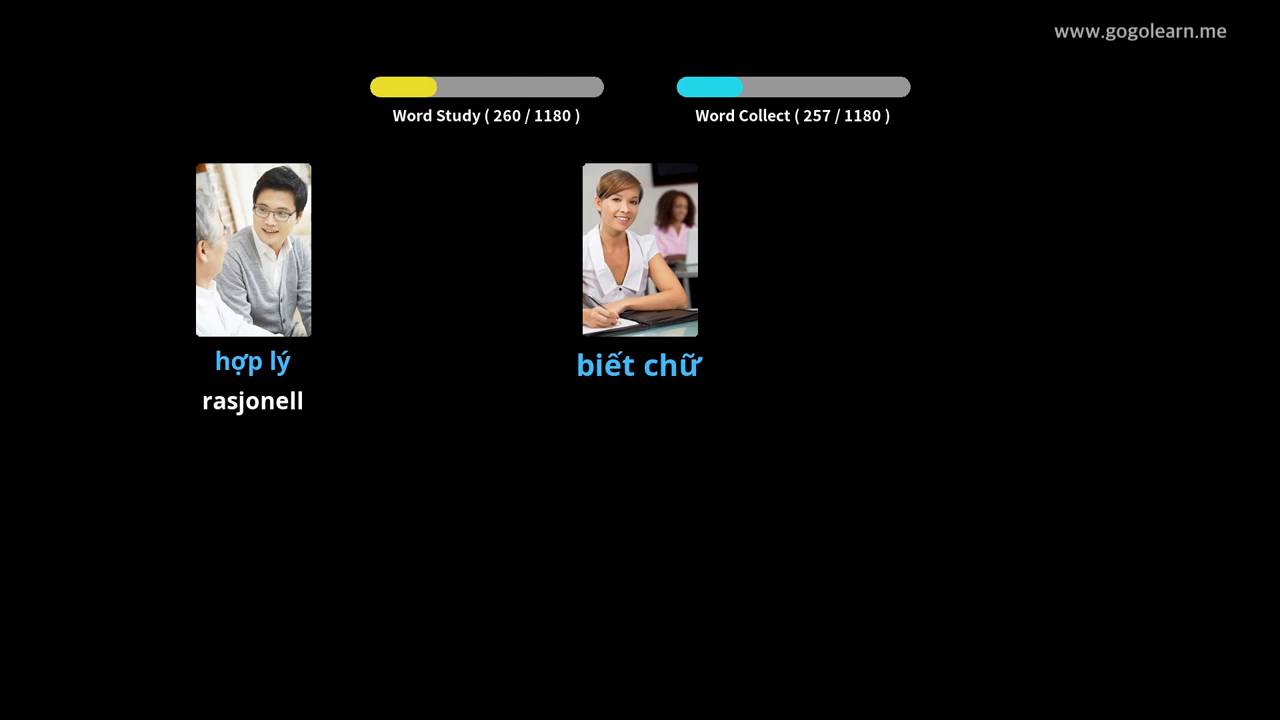 www.gogolearn.me
Word Study ( 260 / 1180 )
Word Collect ( 257 / 1180 )
hợp lý
rasjonell
biết chữ